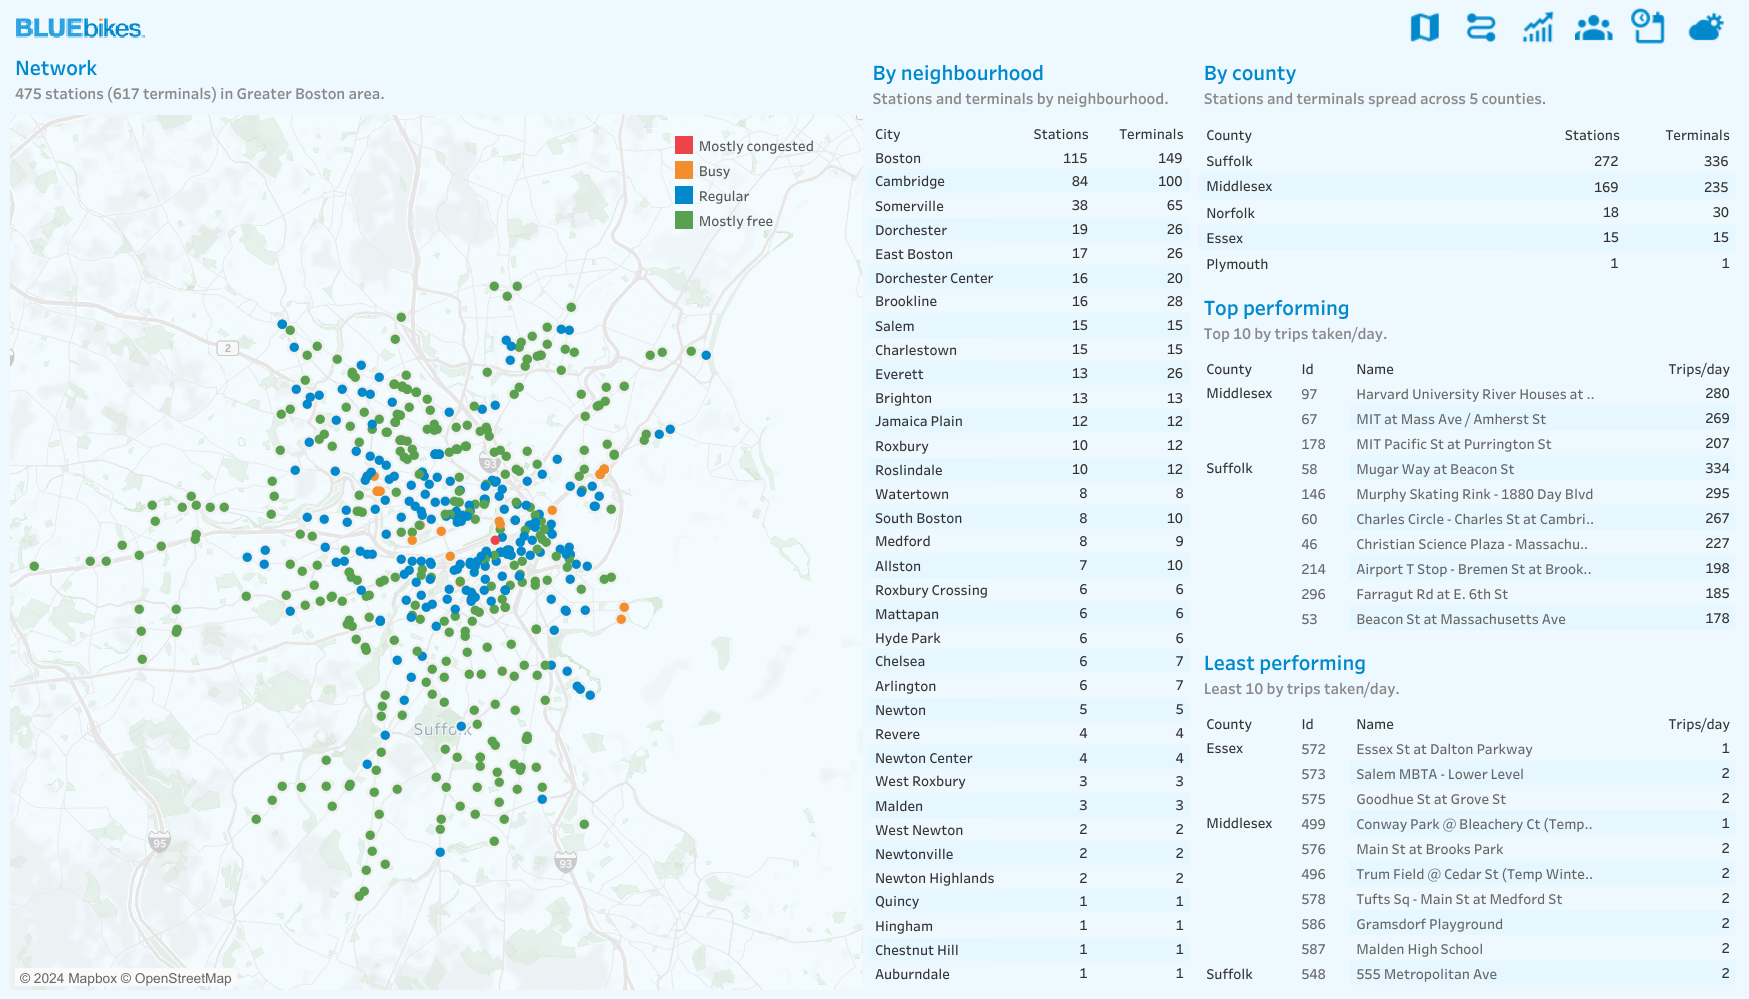 BLUEbikes
Network
475 stations (617 terminals) in Greater Boston area.
Mostly congested
Busy
Regular
Mostly free
2
93
Suffolk
95
93
© 2024 Mapbox © OpenStreetMap
By neighbourhood
Stations and terminals by neighbourhood.
City Stations Terminals
Boston 115 149
Cambridge 84 100
Somerville 38 65
Dorchester 19 26
East Boston 17 26
Dorchester Center 16 20
Brookline 16 28
Salem 15 15
Charlestown 15 15
Everett 13 26
Brighton 13 13
Jamaica Plain 12 12
Roxbury 10 12
Roslindale 10 12
Watertown 8 8
South Boston 8 10
Medford 8 9
Allston 7 10
Roxbury Crossing 6 6
Mattapan 6 6
Hyde Park 6 6
Chelsea 6 7
Arlington 6 7
Newton 5 5
Revere 4 4
Newton Center 4 4
West Roxbury 3 3
Malden 3 3
West Newton 2 2
Newtonville 2 2
Newton Highlands 2 2
Quincy 1 1
Hingham 1 1
Chestnut Hill 1 1
Auburndale 1 1
By county
Stations and terminals spread across 5 counties.
County Stations Terminals
Suffolk 272 336
Middlesex 169 235
Norfolk 18 30
Essex 15 15
Plymouth 1 1
Top performing
Top 10 by trips taken/day.
County Id Name Trips/day
Middlesex 97 Harvard University River Houses at .. 280
67 MIT at Mass Ave / Amherst St 269
178 MIT Pacific St at Purrington St 207
Suffolk 58 Mugar Way at Beacon St 334
146 Murphy Skating Rink - 1880 Day Blvd 295
60 Charles Circle - Charles St at Cambri.. 267
46 Christian Science Plaza - Massachu.. 227
214 Airport T Stop - Bremen St at Brook.. 198
296 Farragut Rd at E. 6th St 185
53 Beacon St at Massachusetts Ave 178
Least performing
Least 10 by trips taken/day.
County Id Name Trips/day
Essex 572 Essex St at Dalton Parkway 1
573 Salem MBTA - Lower Level 2
575 Goodhue St at Grove St 2
Middlesex 499 Conway Park @ Bleachery Ct (Temp.. 1
576 Main St at Brooks Park 2
496 Trum Field @ Cedar St (Temp Winte.. 2
578 Tufts Sq - Main St at Medford St 2
586 Gramsdorf Playground 2
587 Malden High School 2
Suffolk 548 555 Metropolitan Ave 2